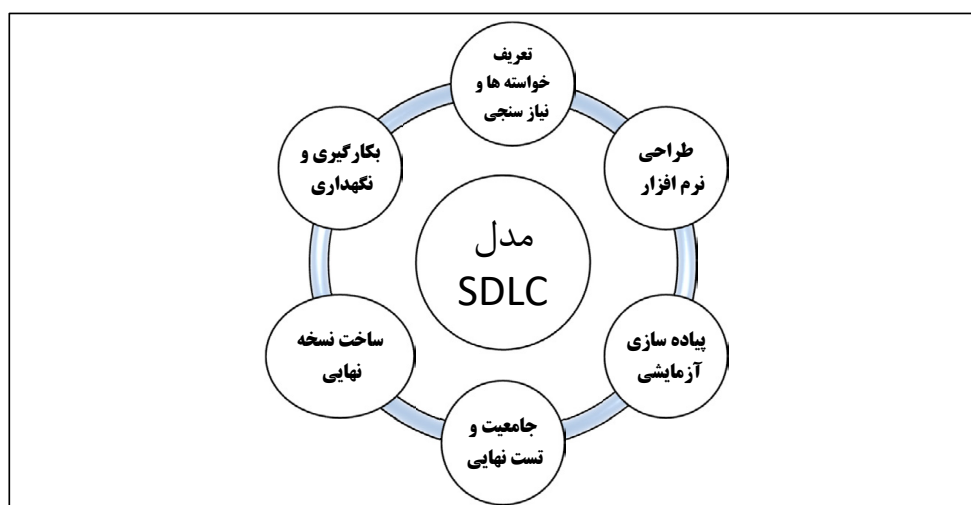 تعریف
خواسته ها و
نیاز سنجی
طراحی
نرم افزار
پیاده سازی
آزمایشی
جامعیت و
تست نهایی
ساخت نسخه
نهایی
بکارگیری و
نگهداری
مدل
SDLC